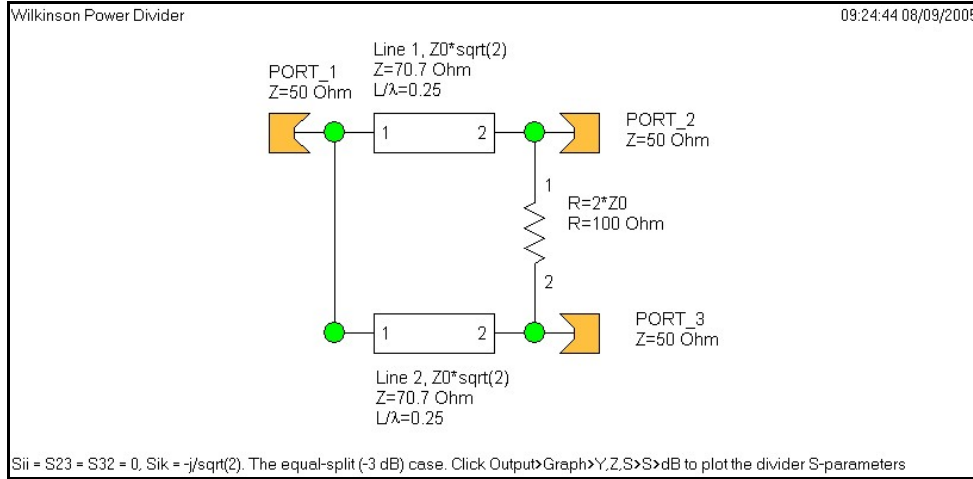 Wilkinson Power Divider
09:24:44 08/09/2005
Line 1, Z0*sqrt(2)
Z=70.7 Ohm
L/λ=0.25
PORT_1
Z=50 Ohm
1
2
PORT_2
Z=50 Ohm
1
R=2*Z0
R=100 Ohm
2
1
2
PORT_3
Z=50 Ohm
Line 2, Z0*sqrt(2)
Z=70.7 Ohm
L/λ=0.25
Sii = S23 = S32 = 0, Sik = -j/sqrt(2). The equal-split (-3 dB) case. Click Output>Graph>Y,Z,S>S>dB to plot the divider S-parameters